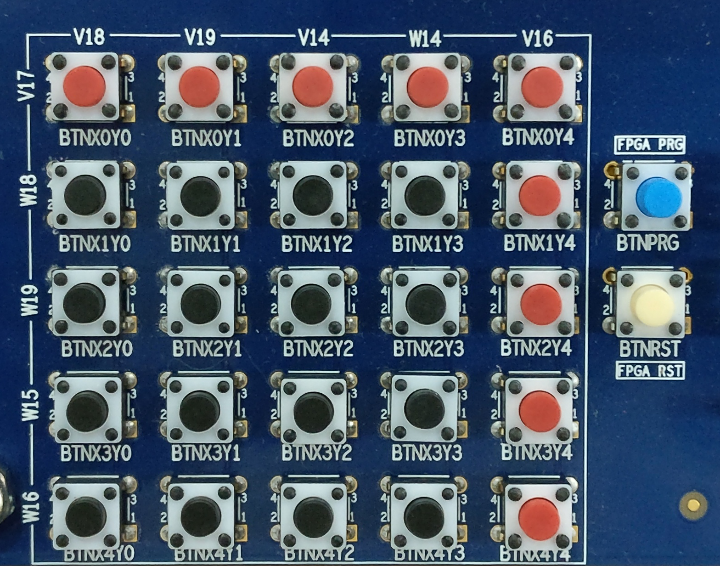 V18 V19 V14 W14 V16
V17
BTNX0Y0 BTNX0Y1 BTNX0Y2 BTNX0Y3 BTNX0Y4
FPGA PRG
W18
BTNX1Y0 BTNX1Y1 BTNX1Y2 BTNX1Y3 BTNX1Y4 BTNPRG
W19
BTNX2Y0 BTNX2Y1 BTNX2Y2 BTNX2Y3 BTNX2Y4 BTNRST
FPGA RST
W15
BTNX3Y0 BTNX3Y1 BTNX3Y2 BTNX3Y3 BTNX3Y4
W16
BTNX4Y0 BTNX4Y1 BTNX4Y2 BTNX4Y3 BTNX4Y4